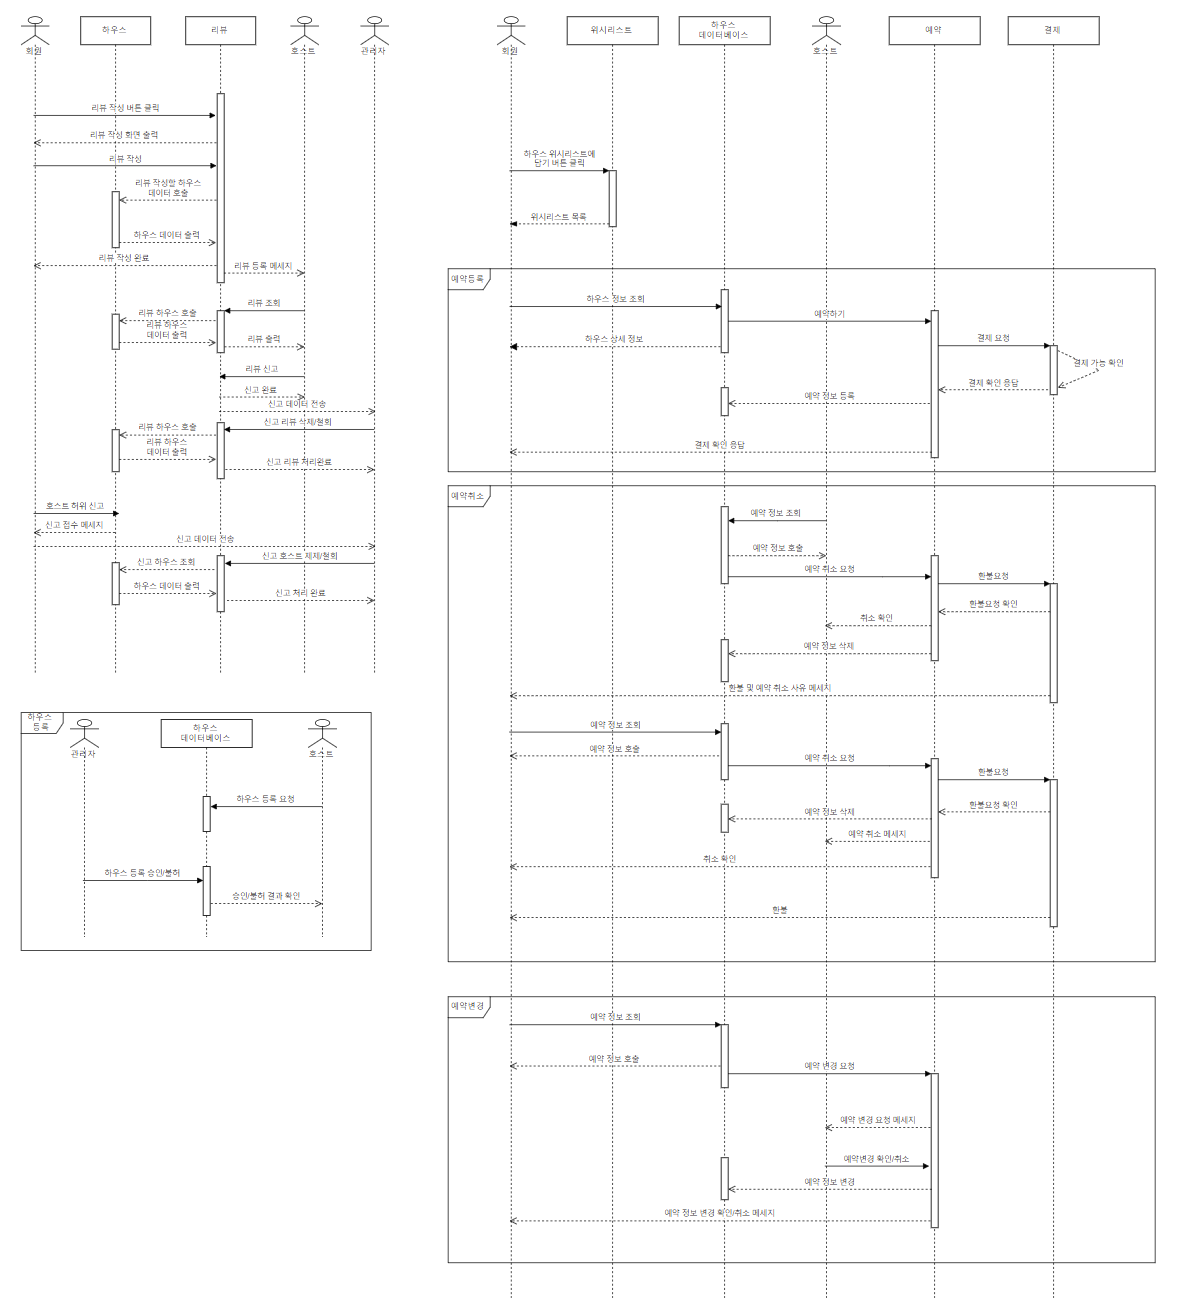 회원
하우스
리뷰
호스트
관리자
리뷰 작성 버튼 클릭
리뷰 작성 화면 출력
리뷰 작성
리뷰 작성할 하우스
데이터 호출
하우스 데이터 출력
리뷰 작성 완료
리뷰 등록 메세지
리뷰 조회
리뷰 하우스 호출
리뷰 하우스
데이터 출력
리뷰 출력
리뷰 신고
신고 완료
신고 데이터 전송
신고 리뷰 삭제/철회
리뷰 하우스 호출
리뷰 하우스
데이터 출력
신고 리뷰 처리완료
호스트 허위 신고
신고 접수 메세지
신고 데이터 전송
신고 호스트 제재/철회
신고 하우스 조회
하우스 데이터 출력
신고 처리 완료
하우스
등록
관리자
하우스
데이터베이스
호스트
하우스 등록 요청
하우스 등록 승인/불허
승인/불허 결과 확인
회원
위시리스트
하우스
데이터베이스
호스트
예약
결제
하우스 위시리스트에
담기 버튼 클릭
위시리스트 목록
예약등록
하우스 정보 조회
예약하기
하우스 상세 정보
결제 요청
결제 가능 확인
결제 확인 응답
예약 정보 등록
결제 확인 응답
예약취소
예약 정보 조회
예약 정보 호출
예약 취소 요청
환불요청
환불요청 확인
취소 확인
예약 정보 삭제
환불 및 예약 취소 사유 메세지
예약 정보 조회
예약 정보 호출
예약 취소 요청
환불요청
환불요청 확인
예약 정보 삭제
예약 취소 메세지
취소 확인
환불
예약변경
예약 정보 조회
예약 정보 호출
예약 변경 요청
예약 변경 요청 메세지
예약변경 확인/취소
예약 정보 변경
예약 정보 변경 확인/취소 메세지